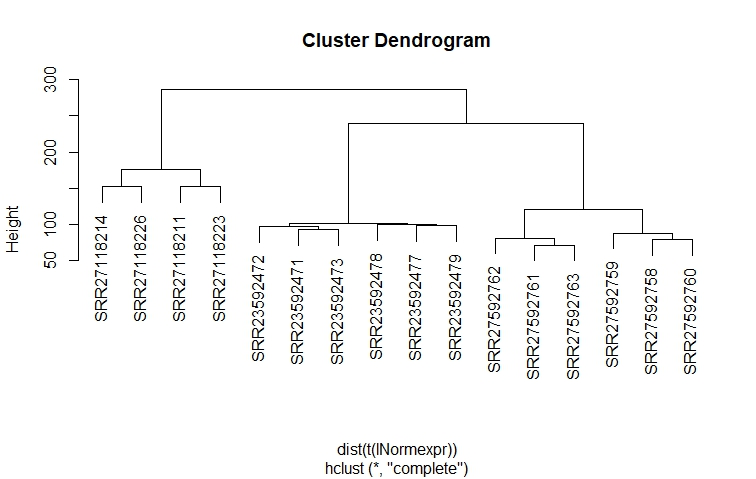 Cluster Dendrogram
300
200
100
50
Height
SRR27118214
SRR27118226
SRR27118211
SRR27118223
SRR23592472
SRR23592471
SRR23592473
SRR23592478
SRR23592477
SRR23592479
SRR27592762
SRR27592761
SRR27592763
SRR27592759
SRR27592758
SRR27592760
dist(t(lNormexpr))
hclust (*, "complete")